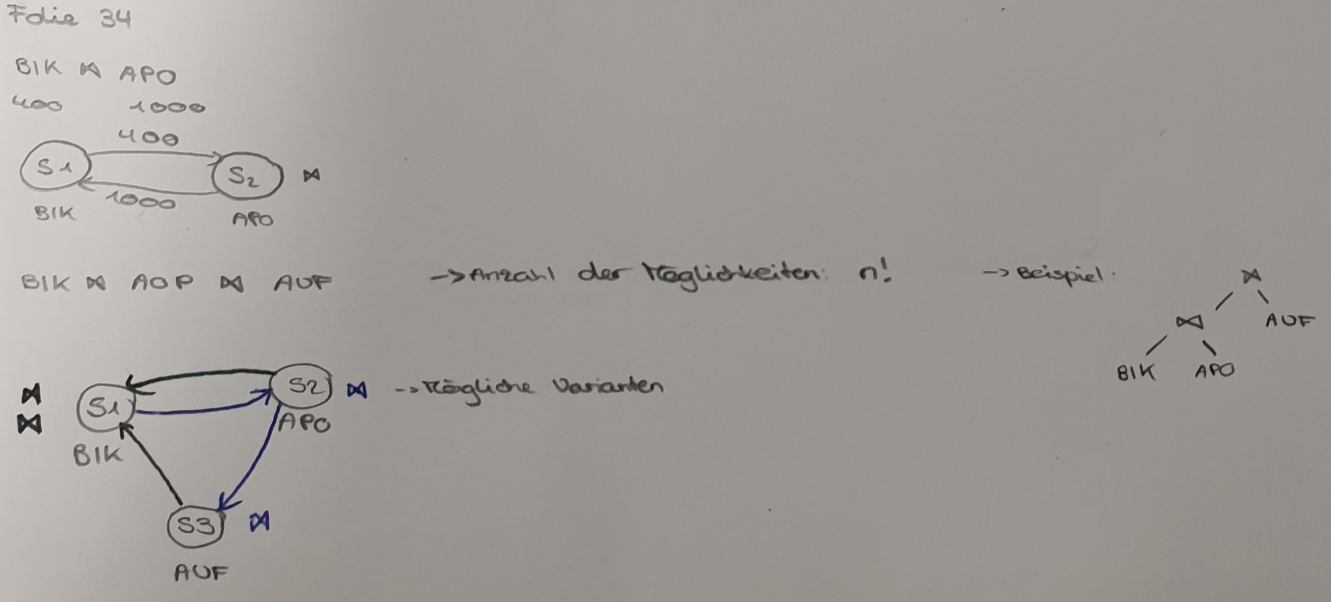 Folie 34
BIK ⋈ APO
400 1000
400
S1 S2 ⋈
1000
BIK APO
BIK ⋈ AOP ⋈ AUF →Anzahl der Möglichkeiten: n! →Beispiel:
⋈
⋈ AUF
BIK APO
⋈ S1 S2 ⋈ →Mögliche Varianten
⋈ APO
BIK
S3 ⋈
AUF